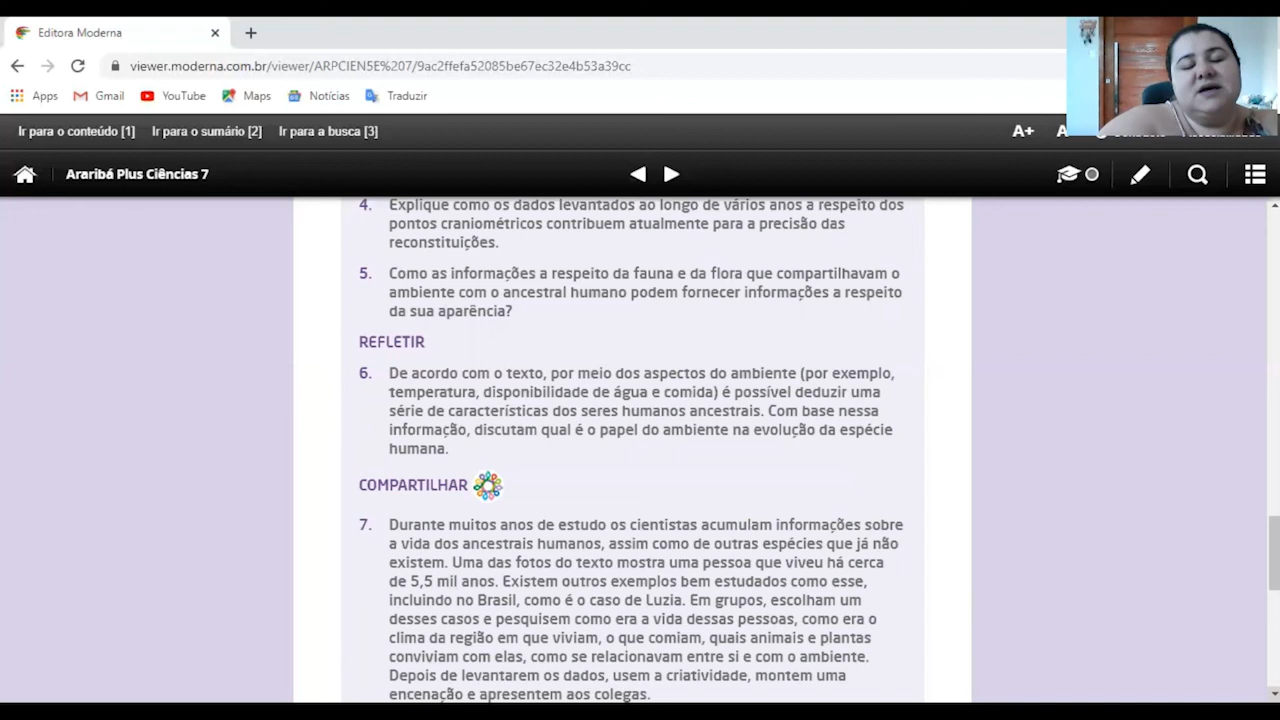 Editora Moderna
viewer.moderna.com.br/viewer/ARPCIEN5E%207/9ac2ffefa52085be67ec32e4b53a39cc
Apps Gmail YouTube Maps Notícias Traduzir
Ir para o conteúdo [1] Ir para o sumário [2] Ir para a busca [3] A+
Araribá Plus Ciências 7
4. Explique como os dados levantados ao longo de vários anos a respeito dos
pontos craniométricos contribuem atualmente para a precisão das
reconstituições.
5. Como as informações a respeito da fauna e da flora que compartilhavam o
ambiente com o ancestral humano podem fornecer informações a respeito
da sua aparência?
REFLETIR
6. De acordo com o texto, por meio dos aspectos do ambiente (por exemplo,
temperatura, disponibilidade de água e comida) é possível deduzir uma
série de características dos seres humanos ancestrais. Com base nessa
informação, discutam qual é o papel do ambiente na evolução da espécie
humana.
COMPARTILHAR
7. Durante muitos anos de estudo os cientistas acumulam informações sobre
a vida dos ancestrais humanos, assim como de outras espécies que já não
existem. Uma das fotos do texto mostra uma pessoa que viveu há cerca
de 5,5 mil anos. Existem outros exemplos bem estudados como esse,
incluindo no Brasil, como é o caso de Luzia. Em grupos, escolham um
desses casos e pesquisem como era a vida dessas pessoas, como era o
clima da região em que viviam, o que comiam, quais animais e plantas
conviviam com elas, como se relacionavam entre si e com o ambiente.
Depois de levantarem os dados, usem a criatividade, montem uma
encenação e apresentem aos colegas.